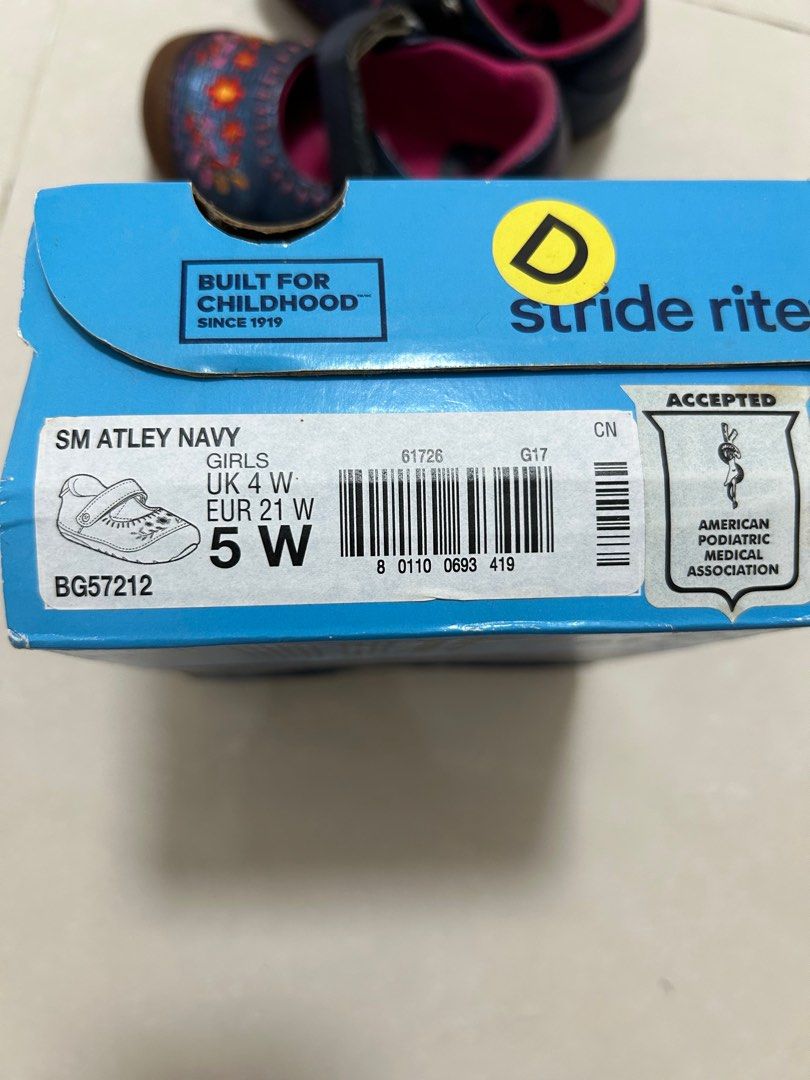 D
BUILT FOR
CHILDHOOD™
SINCE 1919
stride rite
SM ATLEY NAVY
GIRLS
UK 4 W
EUR 21 W
5 W
BG57212
61726 G17
8 0110 0693 419
CN
ACCEPTED
AMERICAN
PODIATRIC
MEDICAL
ASSOCIATION